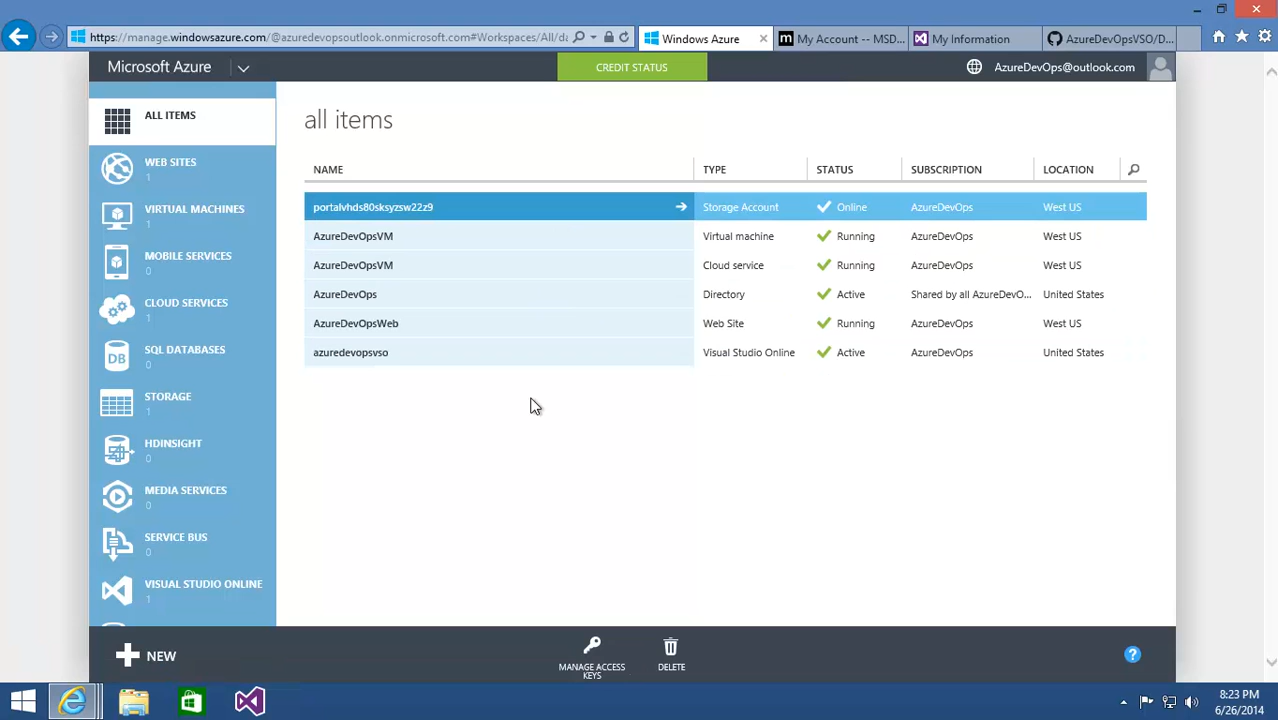 https://manage.windowsazure.com/@azuredevopsoutlook.onmicrosoft.com#Workspaces/All/da
Windows Azure
My Account -- MSD...
My Information
AzureDevOpsVSO/D...
Microsoft Azure
CREDIT STATUS
AzureDevOps@outlook.com
ALL ITEMS
WEB SITES
1
VIRTUAL MACHINES
1
MOBILE SERVICES
0
CLOUD SERVICES
1
SQL DATABASES
0
STORAGE
1
HDINSIGHT
0
MEDIA SERVICES
0
SERVICE BUS
0
VISUAL STUDIO ONLINE
1
all items
NAME TYPE STATUS SUBSCRIPTION LOCATION
portalvhds80sksyzsw22z9 Storage Account Online AzureDevOps West US
AzureDevOpsVM Virtual machine Running AzureDevOps West US
AzureDevOpsVM Cloud service Running AzureDevOps West US
AzureDevOps Directory Active Shared by all AzureDevO... United States
AzureDevOpsWeb Web Site Running AzureDevOps West US
azuredevopsvso Visual Studio Online Active AzureDevOps United States
NEW
MANAGE ACCESS
KEYS
DELETE
?
8:23 PM
6/26/2014